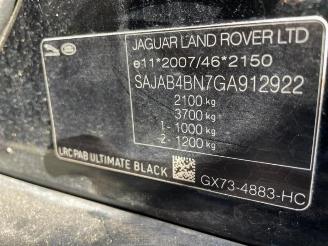 JAGUAR LAND ROVER LTD
e11*2007/46*2150
SAJAB4BN7GA912922
2100 kg
3700 kg
1- 1000 kg
2- 1200 kg
LRC PAB ULTIMATE BLACK
GX73-4883-HC